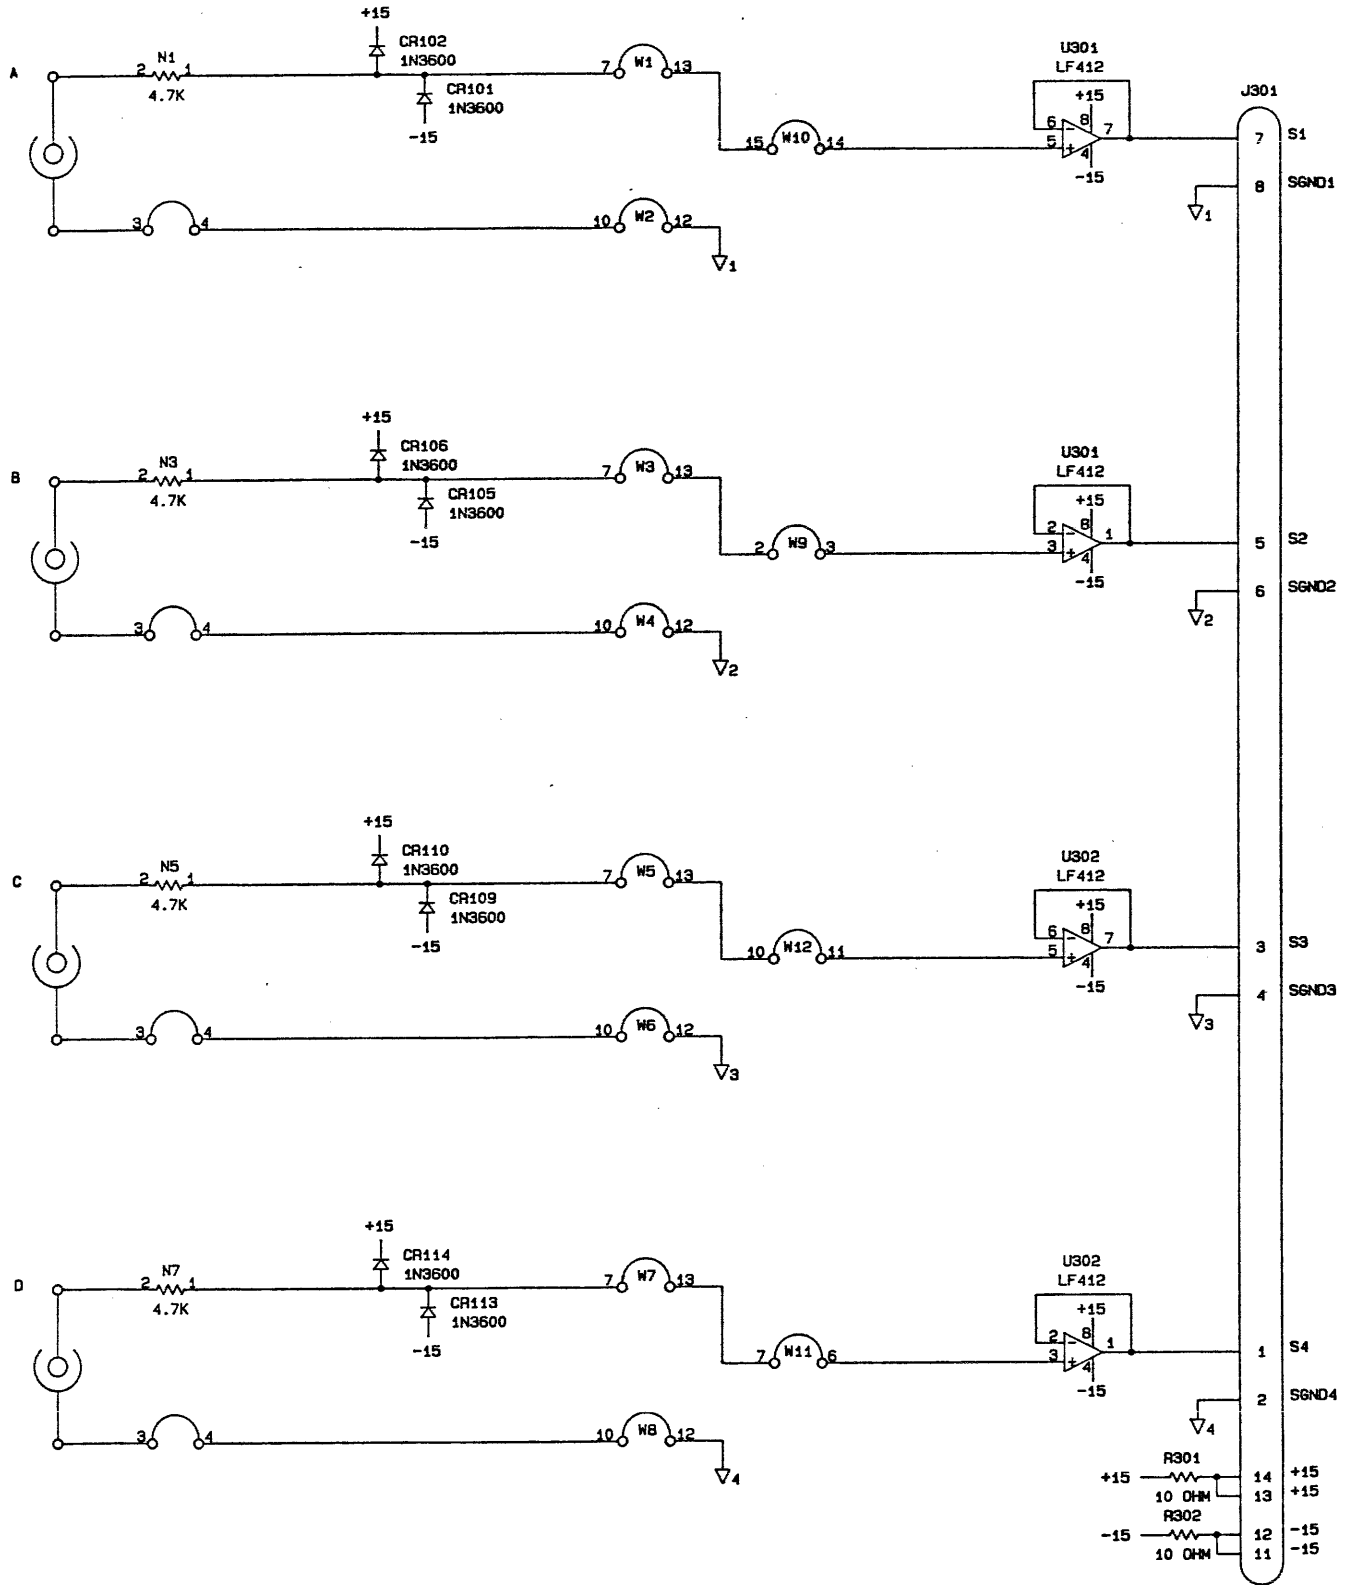 +15
CR102
1N3600
A
N1
2 1
4.7K
CR101
1N3600
-15
7 W1 13
15 W10 14
U301
LF412
+15
6 - 8 7
5 + 4
-15
J301
7 S1
8 SGND1
1
3 4
10 W2 12
1
+15
CR106
1N3600
B
N3
2 1
4.7K
CR105
1N3600
-15
7 W3 13
2 W9 3
U301
LF412
+15
2 - 8 1
3 + 4
-15
5 S2
6 SGND2
2
3 4
10 W4 12
2
+15
CR110
1N3600
C
N5
2 1
4.7K
CR109
1N3600
-15
7 W5 13
10 W12 11
U302
LF412
+15
6 - 8 7
5 + 4
-15
3 S3
4 SGND3
3
3 4
10 W6 12
3
+15
CR114
1N3600
D
N7
2 1
4.7K
CR113
1N3600
-15
7 W7 13
7 W11 6
U302
LF412
+15
2 - 8 1
3 + 4
-15
1 S4
2 SGND4
4
3 4
10 W8 12
4
R301
+15 14 +15
10 OHM 13 +15
R302
-15 12 -15
10 OHM 11 -15